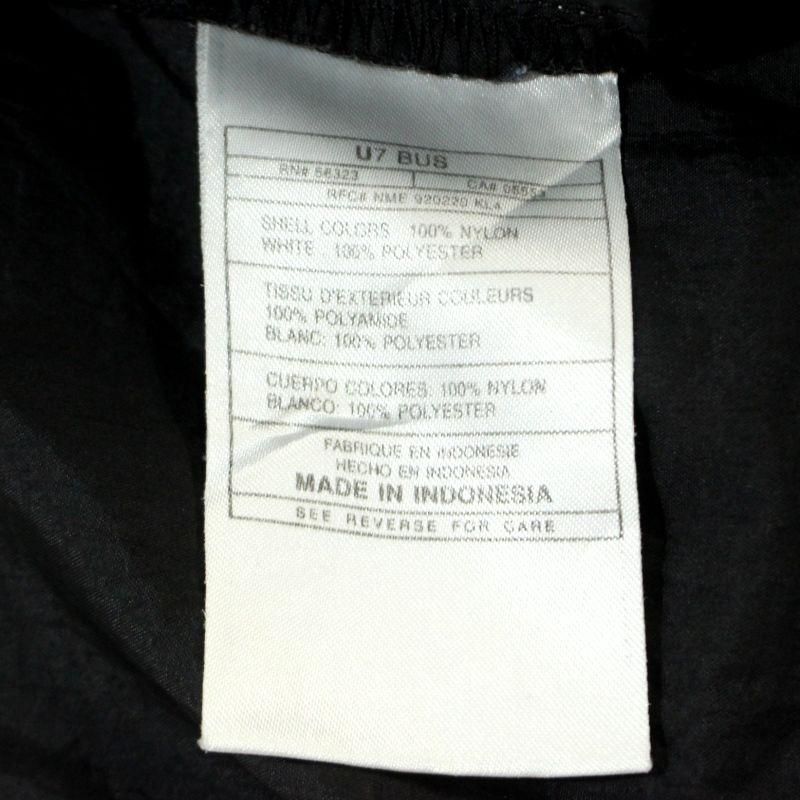 U7 BUS
RN# 56323 CA# 05553
RFC# NME 920220 KL4
SHELL COLORS 100% NYLON
WHITE : 100% POLYESTER
TISSU D'EXTERIEUR COULEURS
100% POLYAMIDE
BLANC: 100% POLYESTER
CUERPO COLORES: 100% NYLON
BLANCO: 100% POLYESTER
FABRIQUE EN INDONESIE
HECHO EN INDONESIA
MADE IN INDONESIA
SEE REVERSE FOR CARE